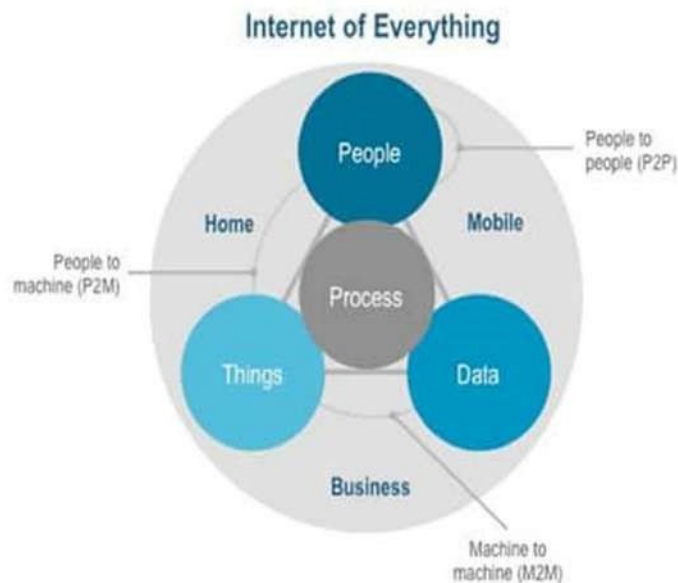 Internet of Everything
People
People to
people (P2P)
Home
Mobile
People to
machine (P2M)
Process
Things
Data
Business
Machine to
machine (M2M)